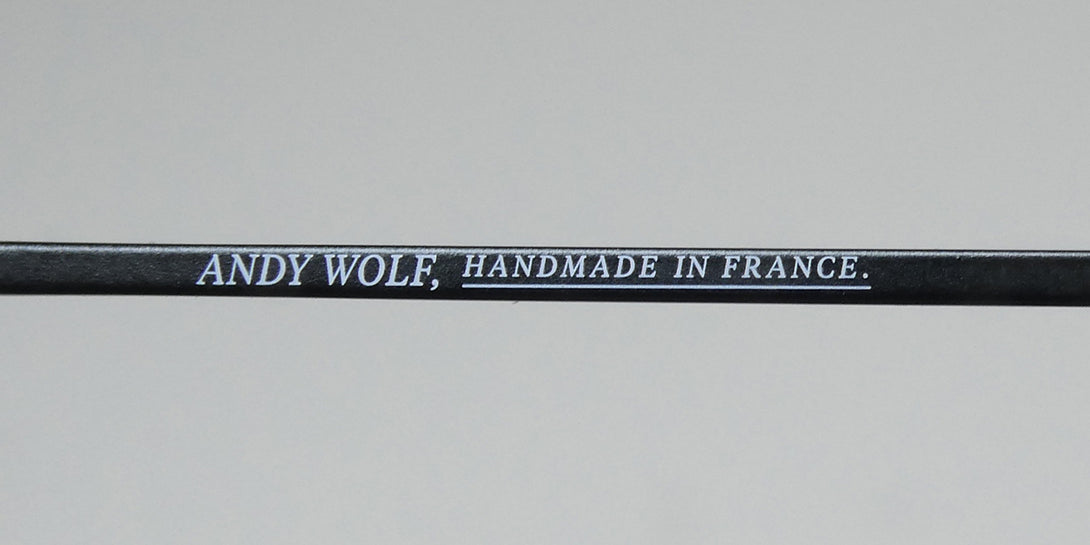 ANDY WOLF, HANDMADE IN FRANCE.